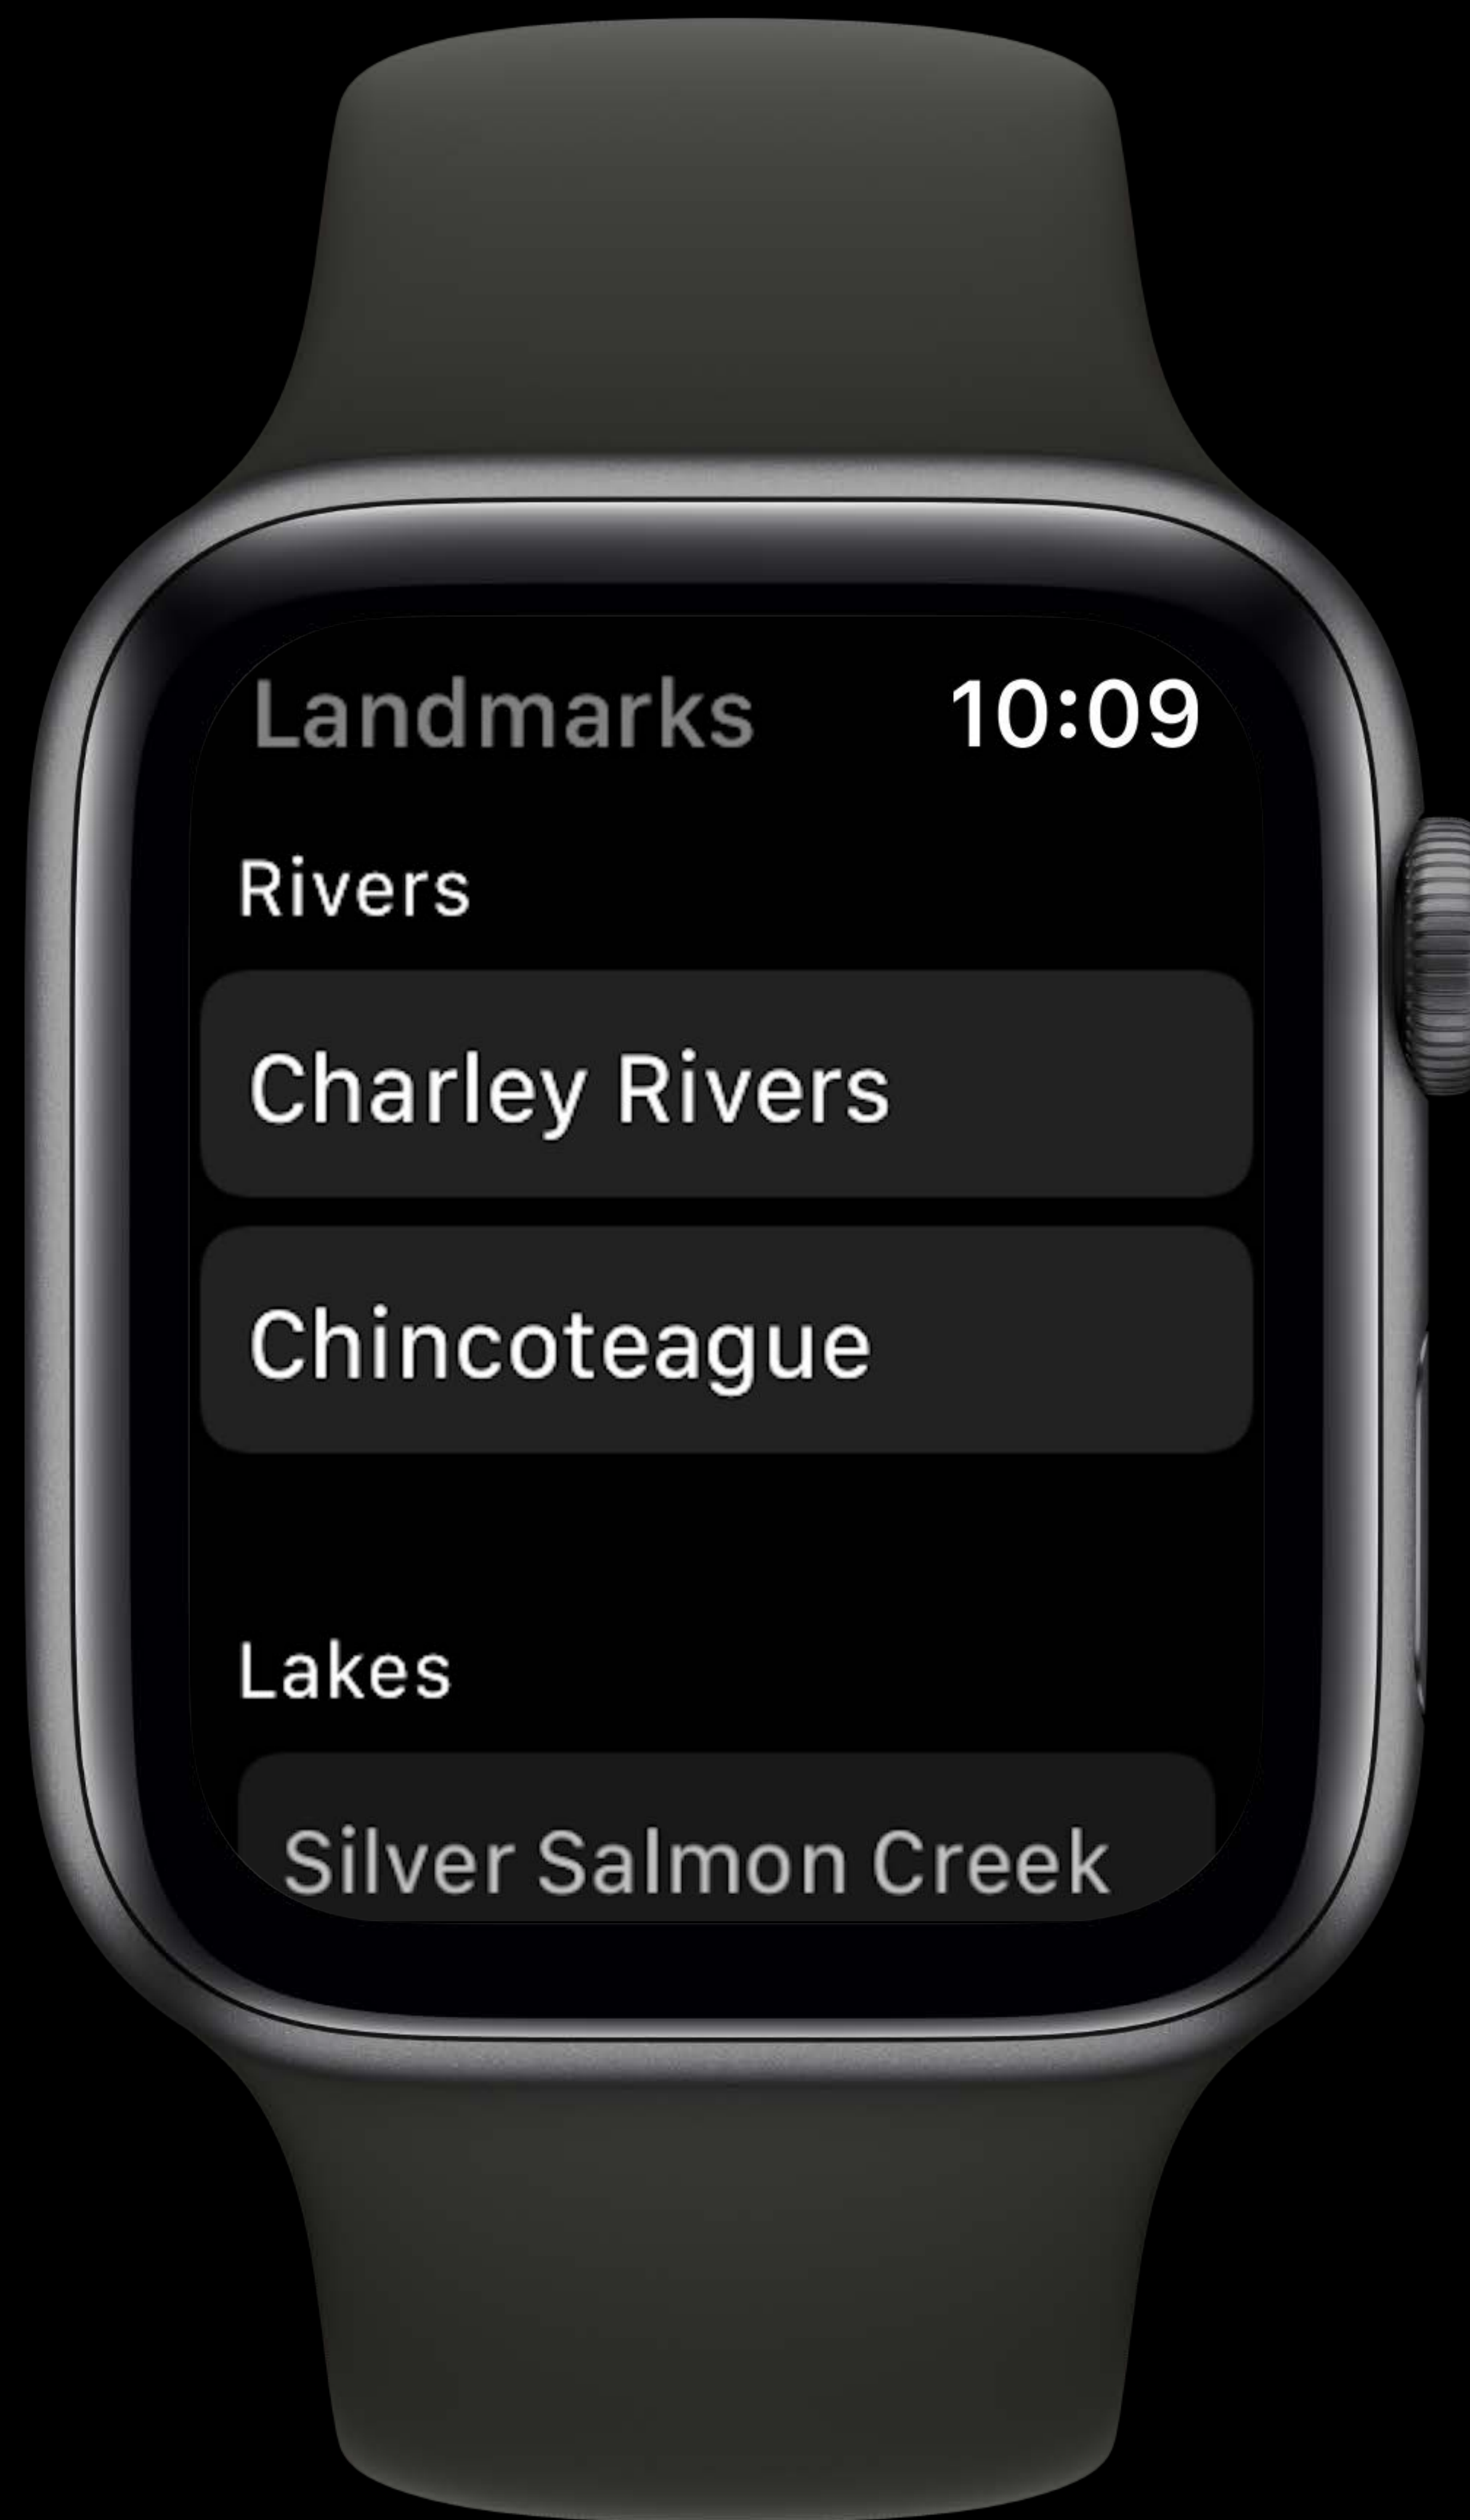 Landmarks 10:09
Rivers
Charley Rivers
Chincoteague
Lakes
Silver Salmon Creek